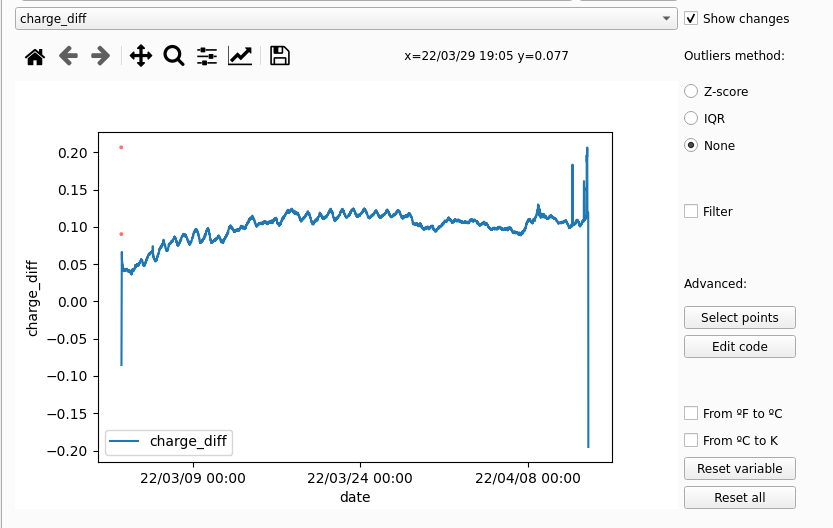 charge_diff
Show changes
x=22/03/29 19:05 y=0.077
Outliers method:
Z-score
IQR
None
Filter
Advanced:
Select points
Edit code
From ºF to ºC
From ºC to K
Reset variable
Reset all
0.20
0.15
0.10
0.05
0.00
−0.05
−0.10
−0.15
−0.20
charge_diff
charge_diff
22/03/09 00:00
22/03/24 00:00
22/04/08 00:00
date